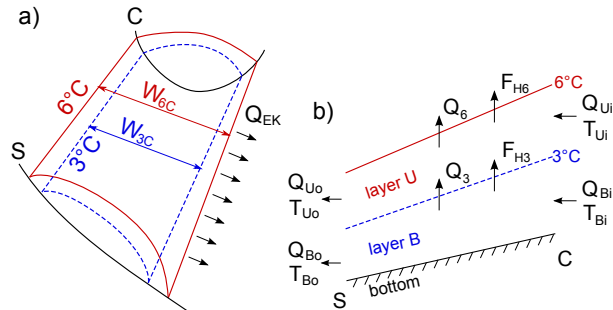 a)
C
6°C
W6C
QEK
W3C
3°C
S
b)
FH6
6°C
Q6
QUi
TUi
FH3
3°C
layer U
Q3
QUo
TUo
QBi
TBi
layer B
QBo
TBo
C
S
bottom